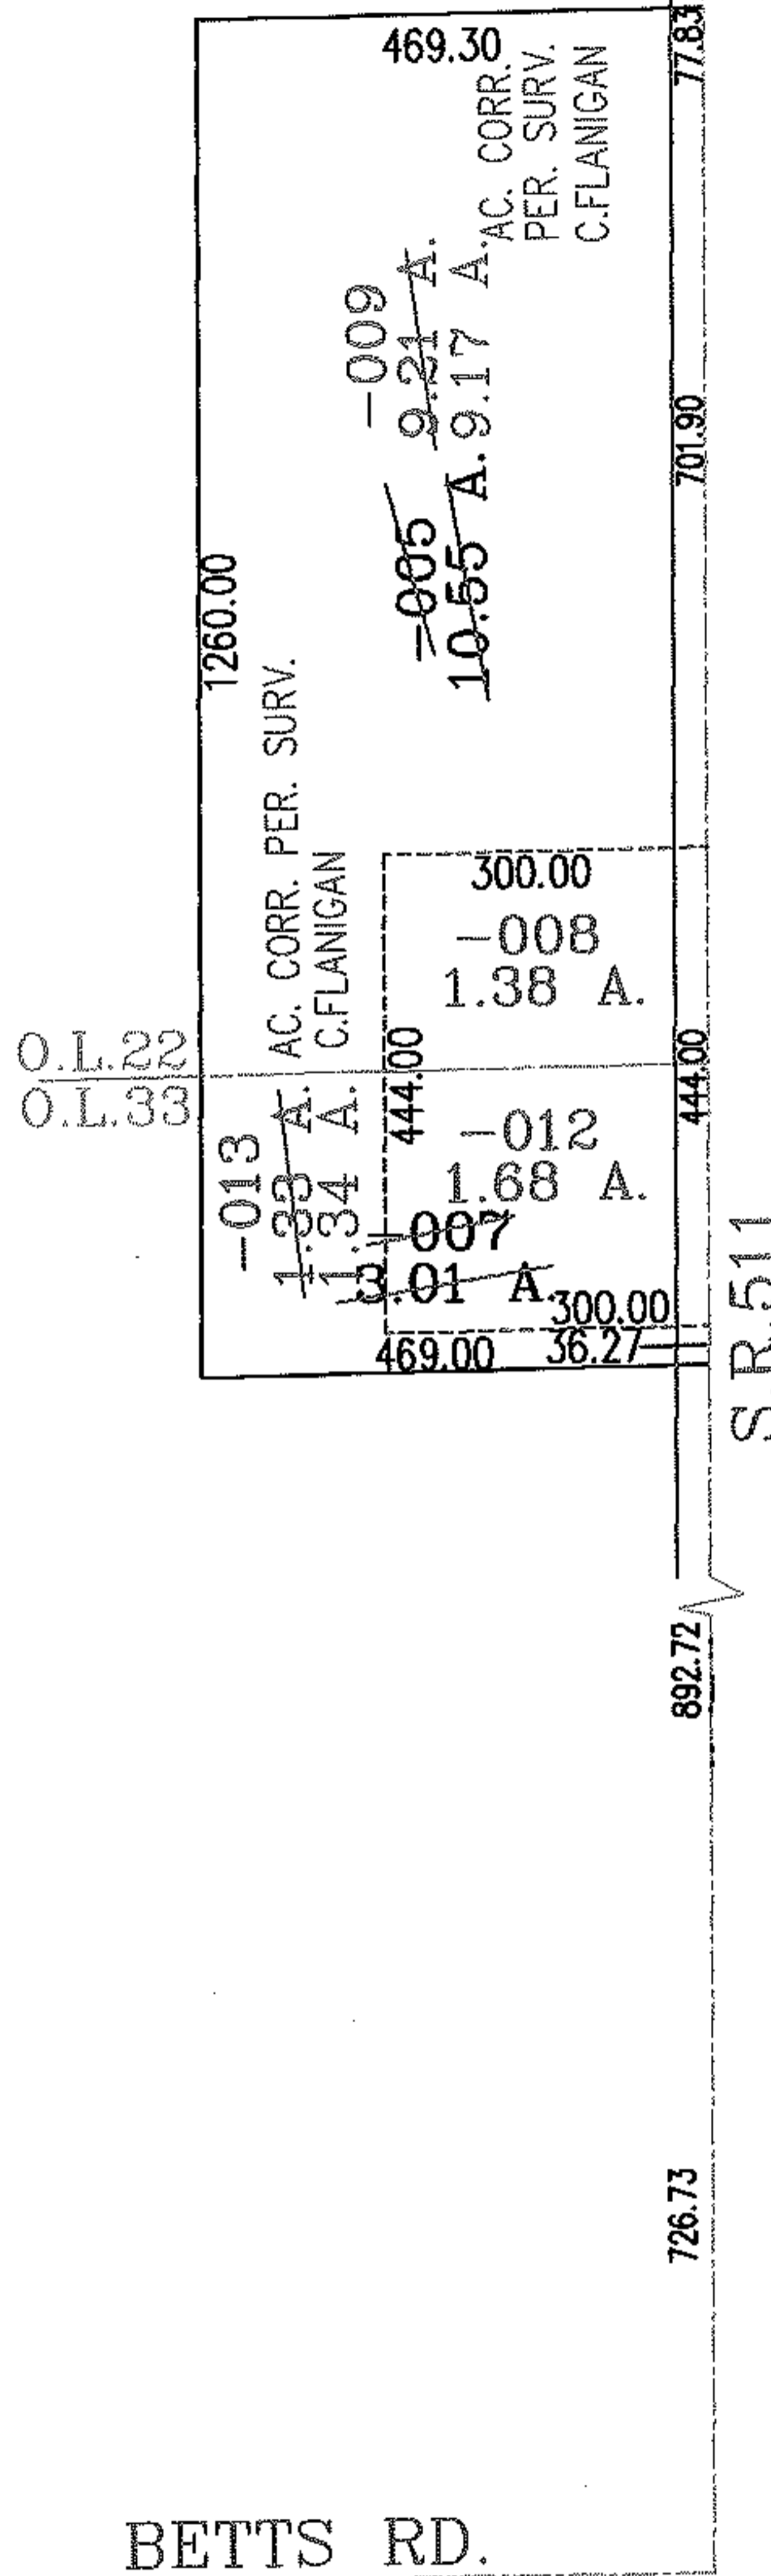 469.30
77.83
AC. CORR.
PER. SURV.
C.FLANIGAN
-009
9.21 A.
9.17 A.
701.90
-005
10.55 A.
1260.00
AC. CORR. PER. SURV.
C.FLANIGAN
300.00
-008
1.38 A.
O.L.22
O.L.33
444.00
444.00
-013
1.33 A.
1.34 A.
-012
1.68 A.
-007
3.01 A.
300.00
36.27
469.00
S.R.511
892.72
726.73
BETTS RD.